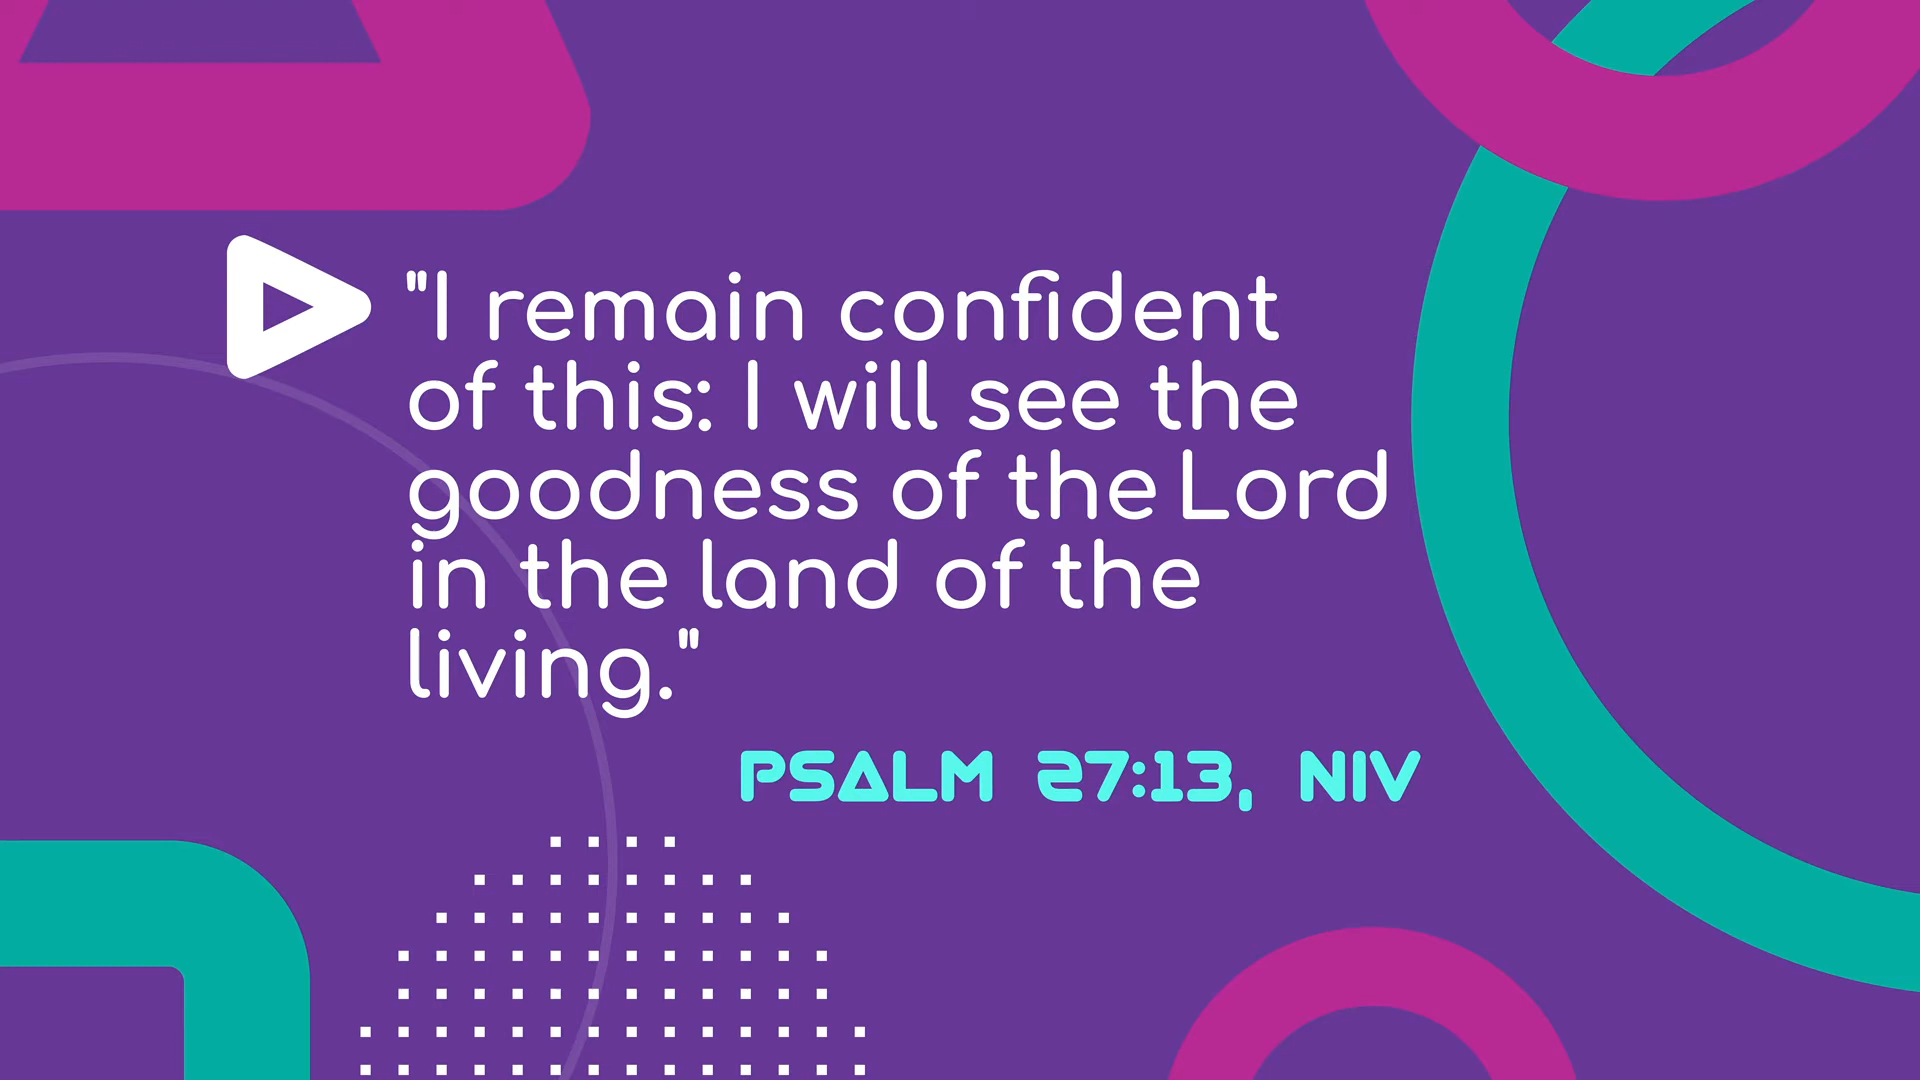 "I remain confident
of this: I will see the
goodness of the Lord
in the land of the
living."
PSALM 27:13, NIV